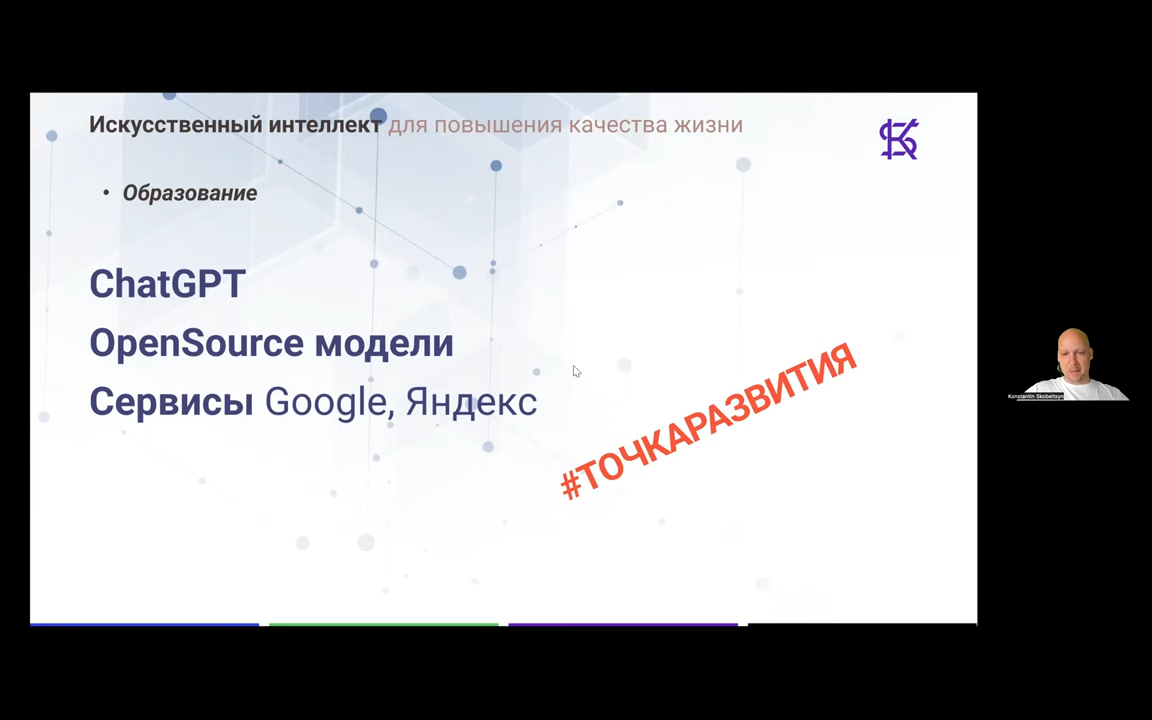 Искусственный интеллект для повышения качества жизни
• Образование
ChatGPT
OpenSource модели
Сервисы Google, Яндекс
#ТОЧКАРАЗВИТИЯ
Konstantin Skobeltsyn